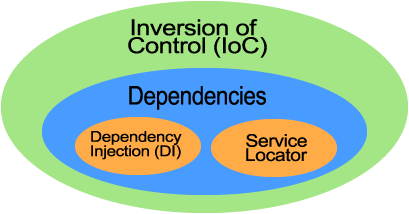 Inversion of
Control (IoC)
Dependencies
Dependency
Injection (DI)
Service
Locator